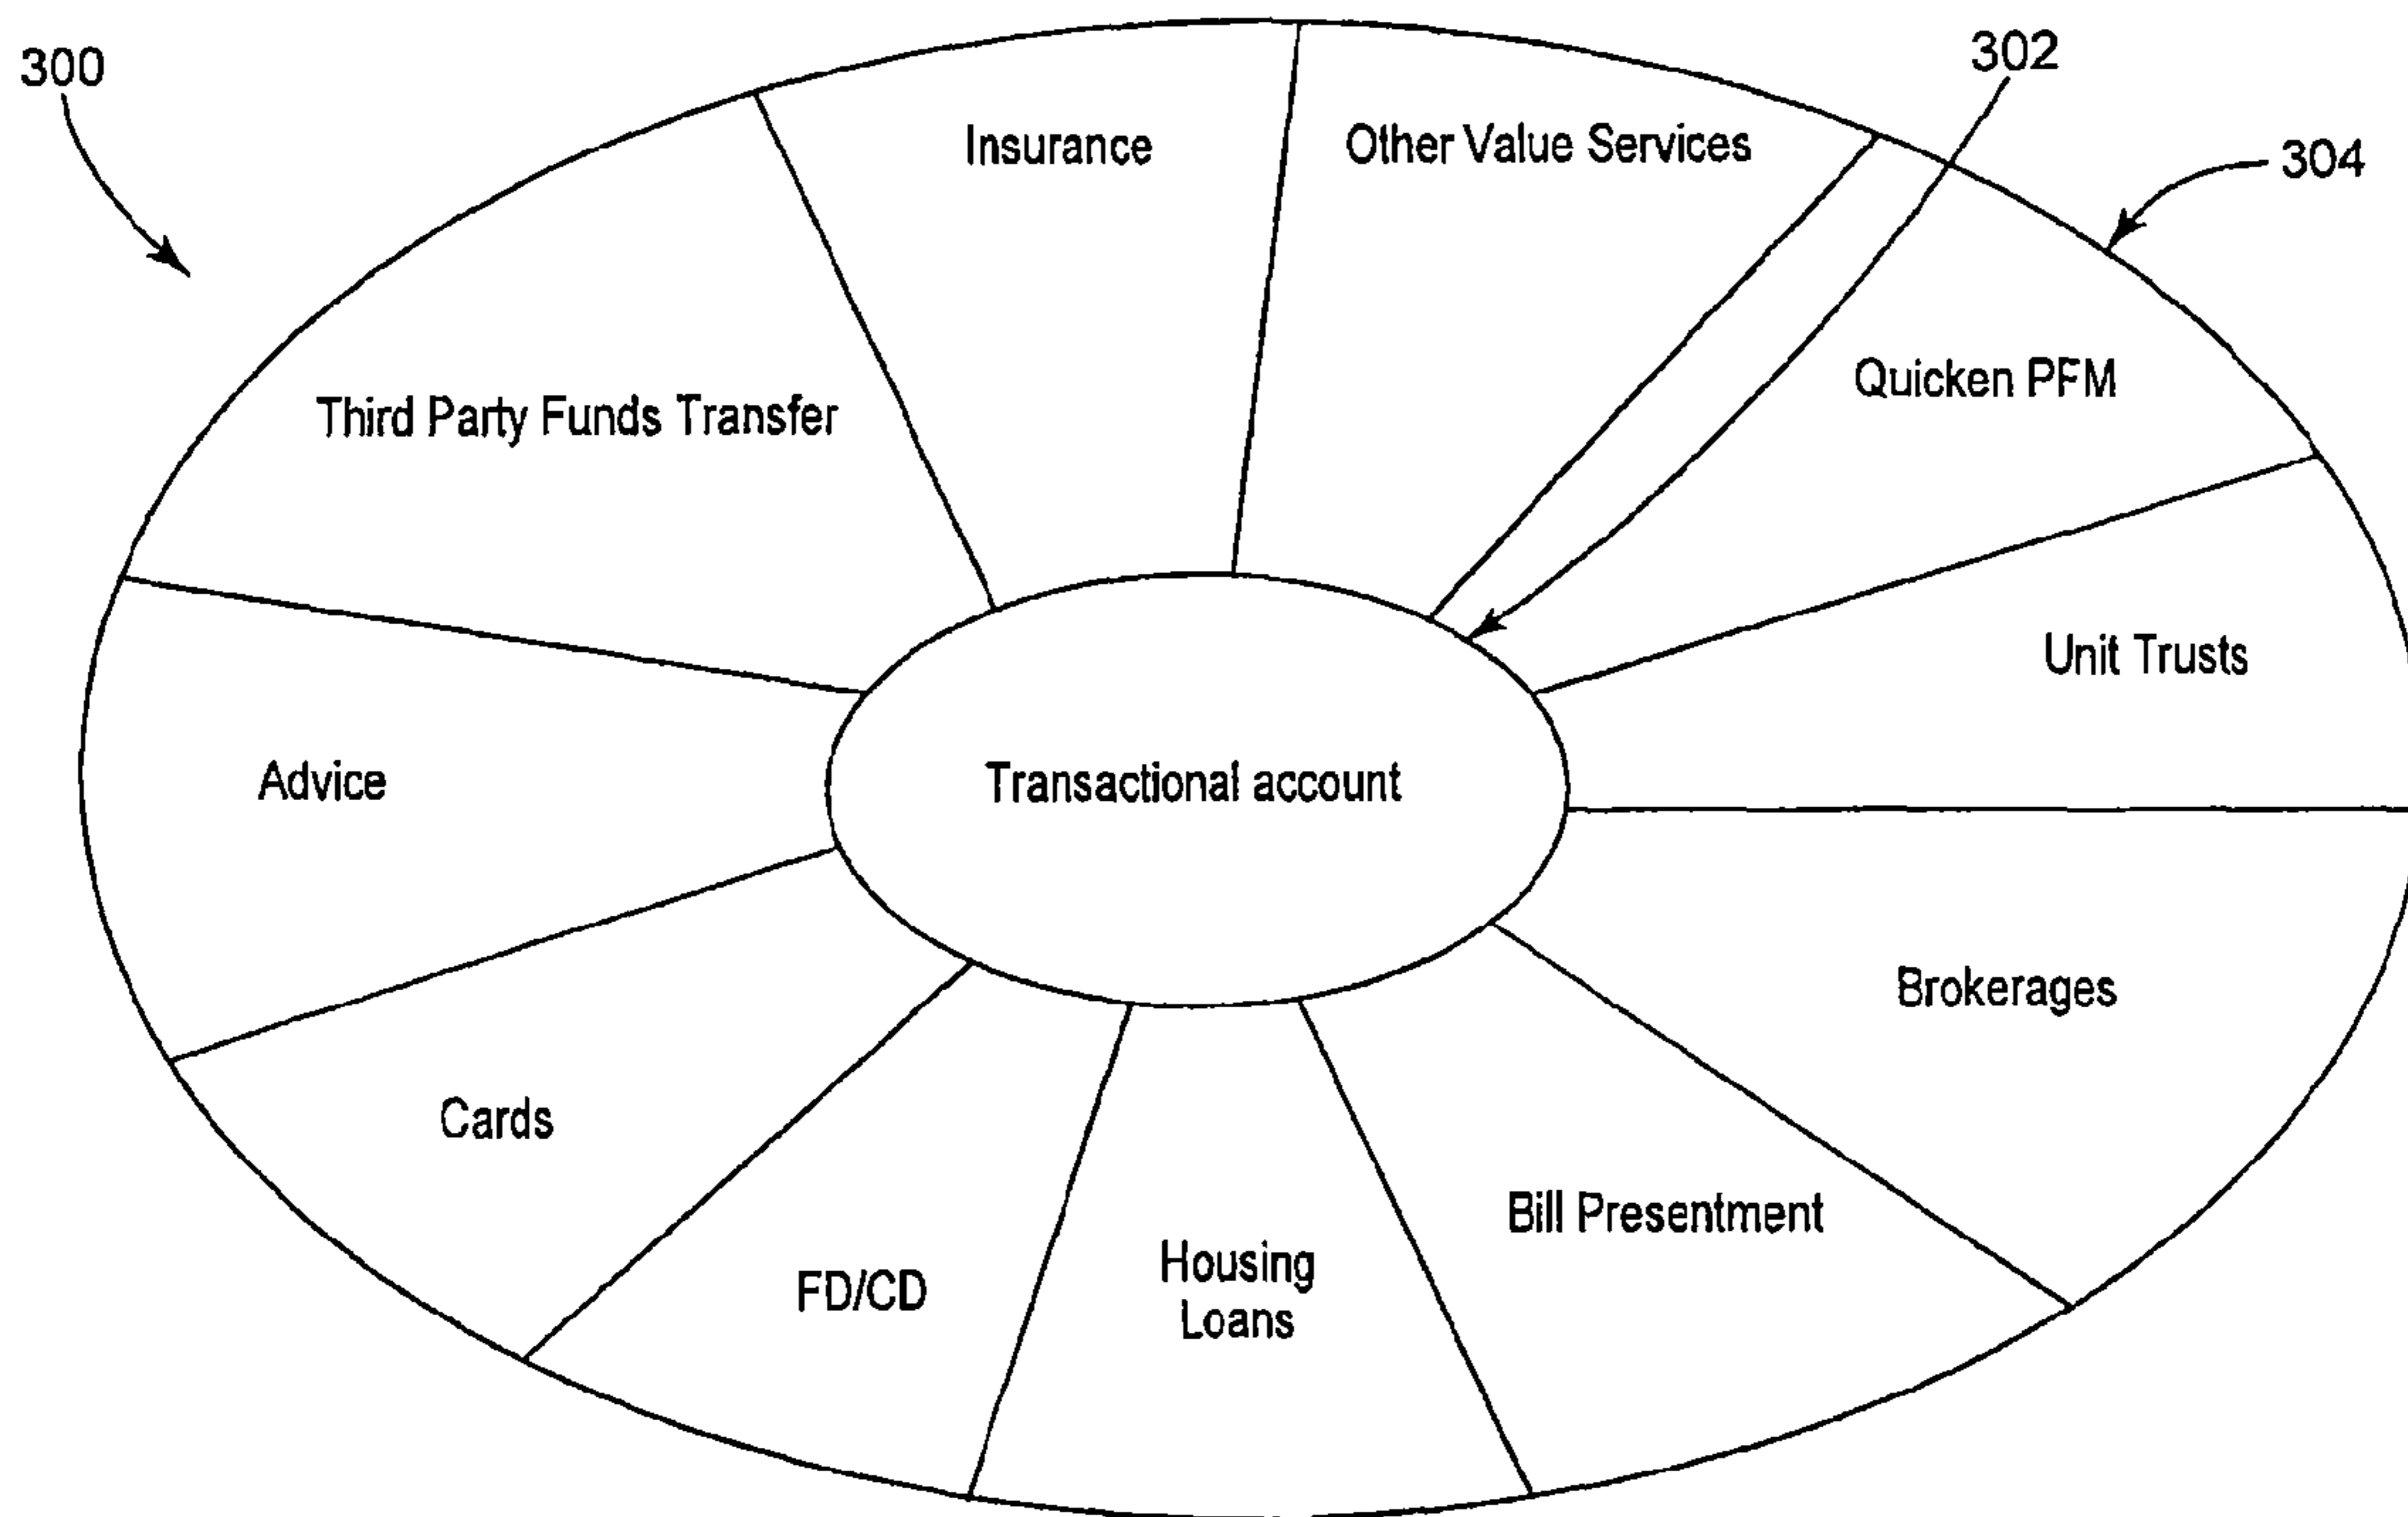 300
302
304
Insurance
Other Value Services
Quicken PFM
Third Party Funds Transfer
Unit Trusts
Advice
Transactional account
Brokerages
Cards
Bill Presentment
FD/CD
Housing
Loans